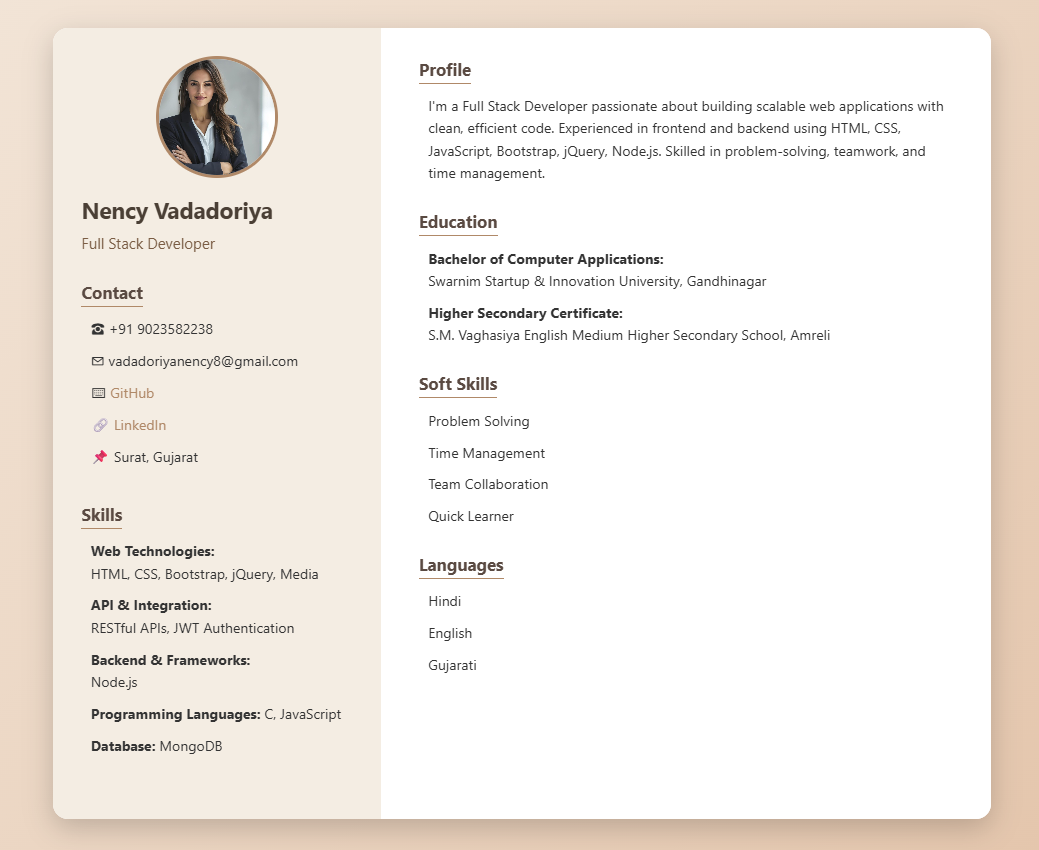 Nency Vadadoriya
Full Stack Developer
Contact
+91 9023582238
vadadoriyanency8@gmail.com
GitHub
LinkedIn
Surat, Gujarat
Skills
Web Technologies:
HTML, CSS, Bootstrap, jQuery, Media
API & Integration:
RESTful APIs, JWT Authentication
Backend & Frameworks:
Node.js
Programming Languages: C, JavaScript
Database: MongoDB
Profile
I'm a Full Stack Developer passionate about building scalable web applications with
clean, efficient code. Experienced in frontend and backend using HTML, CSS,
JavaScript, Bootstrap, jQuery, Node.js. Skilled in problem-solving, teamwork, and
time management.
Education
Bachelor of Computer Applications:
Swarnim Startup & Innovation University, Gandhinagar
Higher Secondary Certificate:
S.M. Vaghasiya English Medium Higher Secondary School, Amreli
Soft Skills
Problem Solving
Time Management
Team Collaboration
Quick Learner
Languages
Hindi
English
Gujarati